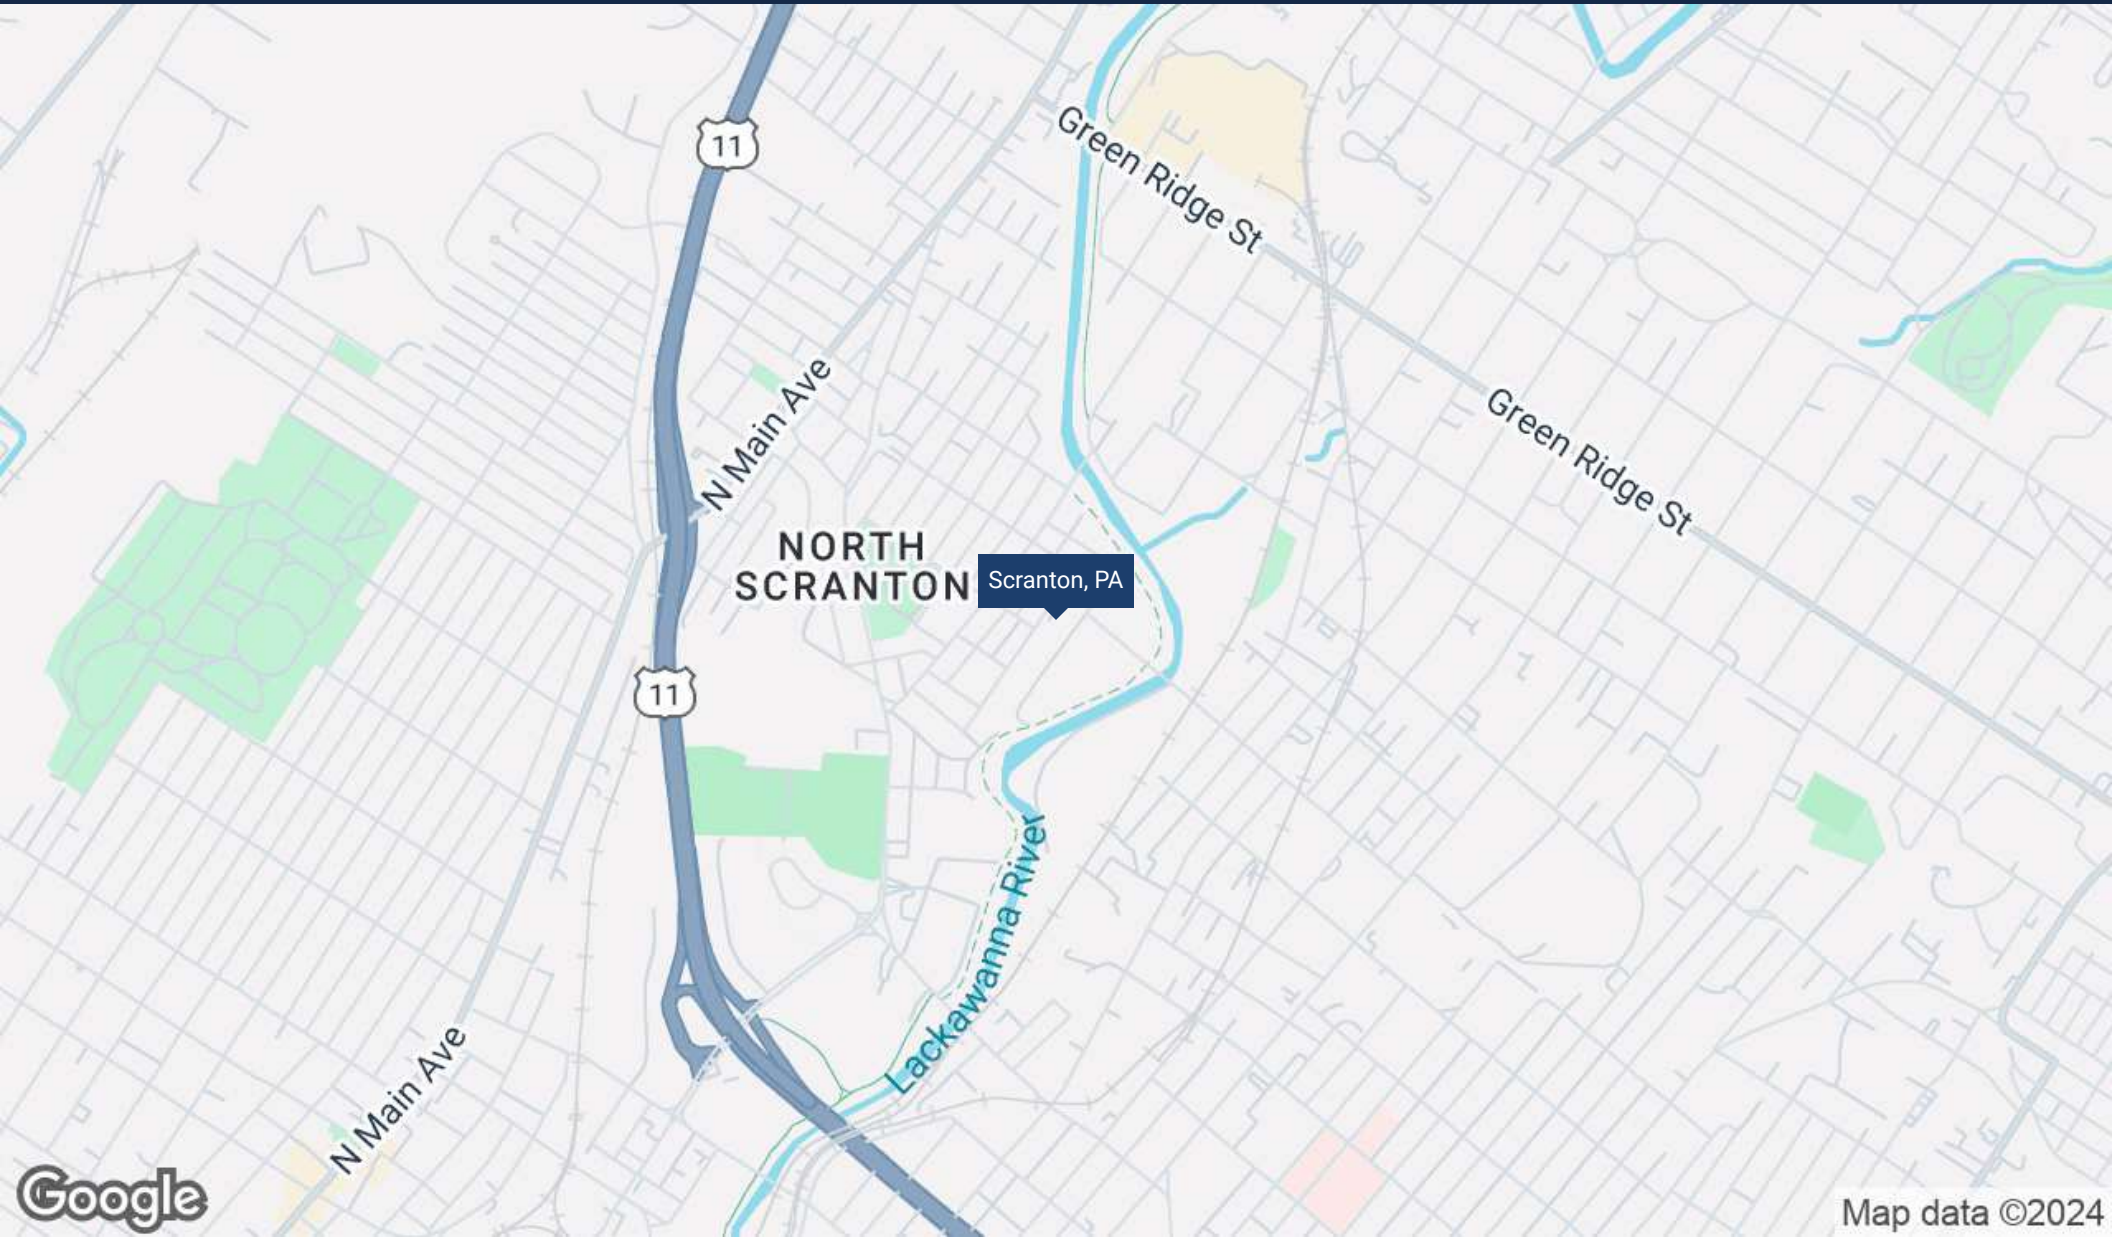 11
Green Ridge St
N Main Ave
Green Ridge St
NORTH
SCRANTON
Scranton, PA
11
Lackawanna River
N Main Ave
Google
Map data ©2024